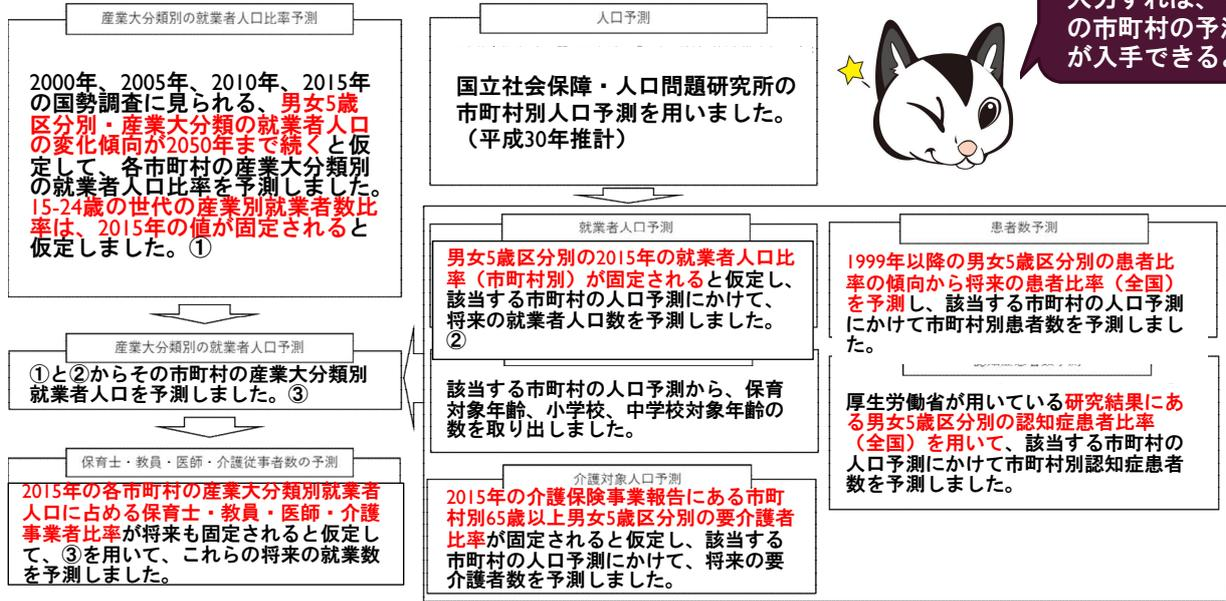 産業大分類別の就業者人口比率予測
2000年、2005年、2010年、2015年
の国勢調査に見られる、男女5歳
区分別・産業大分類の就業者人口
の変化傾向が2050年まで続くと仮
定して、各市町村の産業大分類別
の就業者人口比率を予測しました。
15-24歳の世代の産業別就業者数比
率は、2015年の値が固定されると
仮定しました。①
人口予測
国立社会保障・人口問題研究所の
市町村別人口予測を用いました。
（平成30年推計）
の市町村の予測
が入手できる
就業者人口予測
男女5歳区分別の2015年の就業者人口比
率（市町村別）が固定されると仮定し、
該当する市町村の人口予測にかけて、
将来の就業者人口数を予測しました。
②
患者数予測
1999年以降の男女5歳区分別の患者比
率の傾向から将来の患者比率（全国）
を予測し、該当する市町村の人口予測
にかけて市町村別患者数を予測しまし
た。
産業大分類別の就業者人口予測
①と②からその市町村の産業大分類別
就業者人口を予測しました。③
該当する市町村の人口予測から、保育
対象年齢、小学校、中学校対象年齢の
数を取り出しました。
厚生労働省が用いている研究結果にあ
る男女5歳区分別の認知症患者比率
（全国）を用いて、該当する市町村の
人口予測にかけて市町村別認知症患者
数を予測しました。
保育士・教員・医師・介護従事者数の予測
2015年の各市町村の産業大分類別就業者
人口に占める保育士・教員・医師・介護
事業者比率が将来も固定されると仮定し
て、③を用いて、これらの将来の就業数
を予測しました。
介護対象人口予測
2015年の介護保険事業報告にある市町
村別65歳以上男女5歳区分別の要介護者
比率が固定されると仮定し、該当する
市町村の人口予測にかけて、将来の要
介護者数を予測しました。